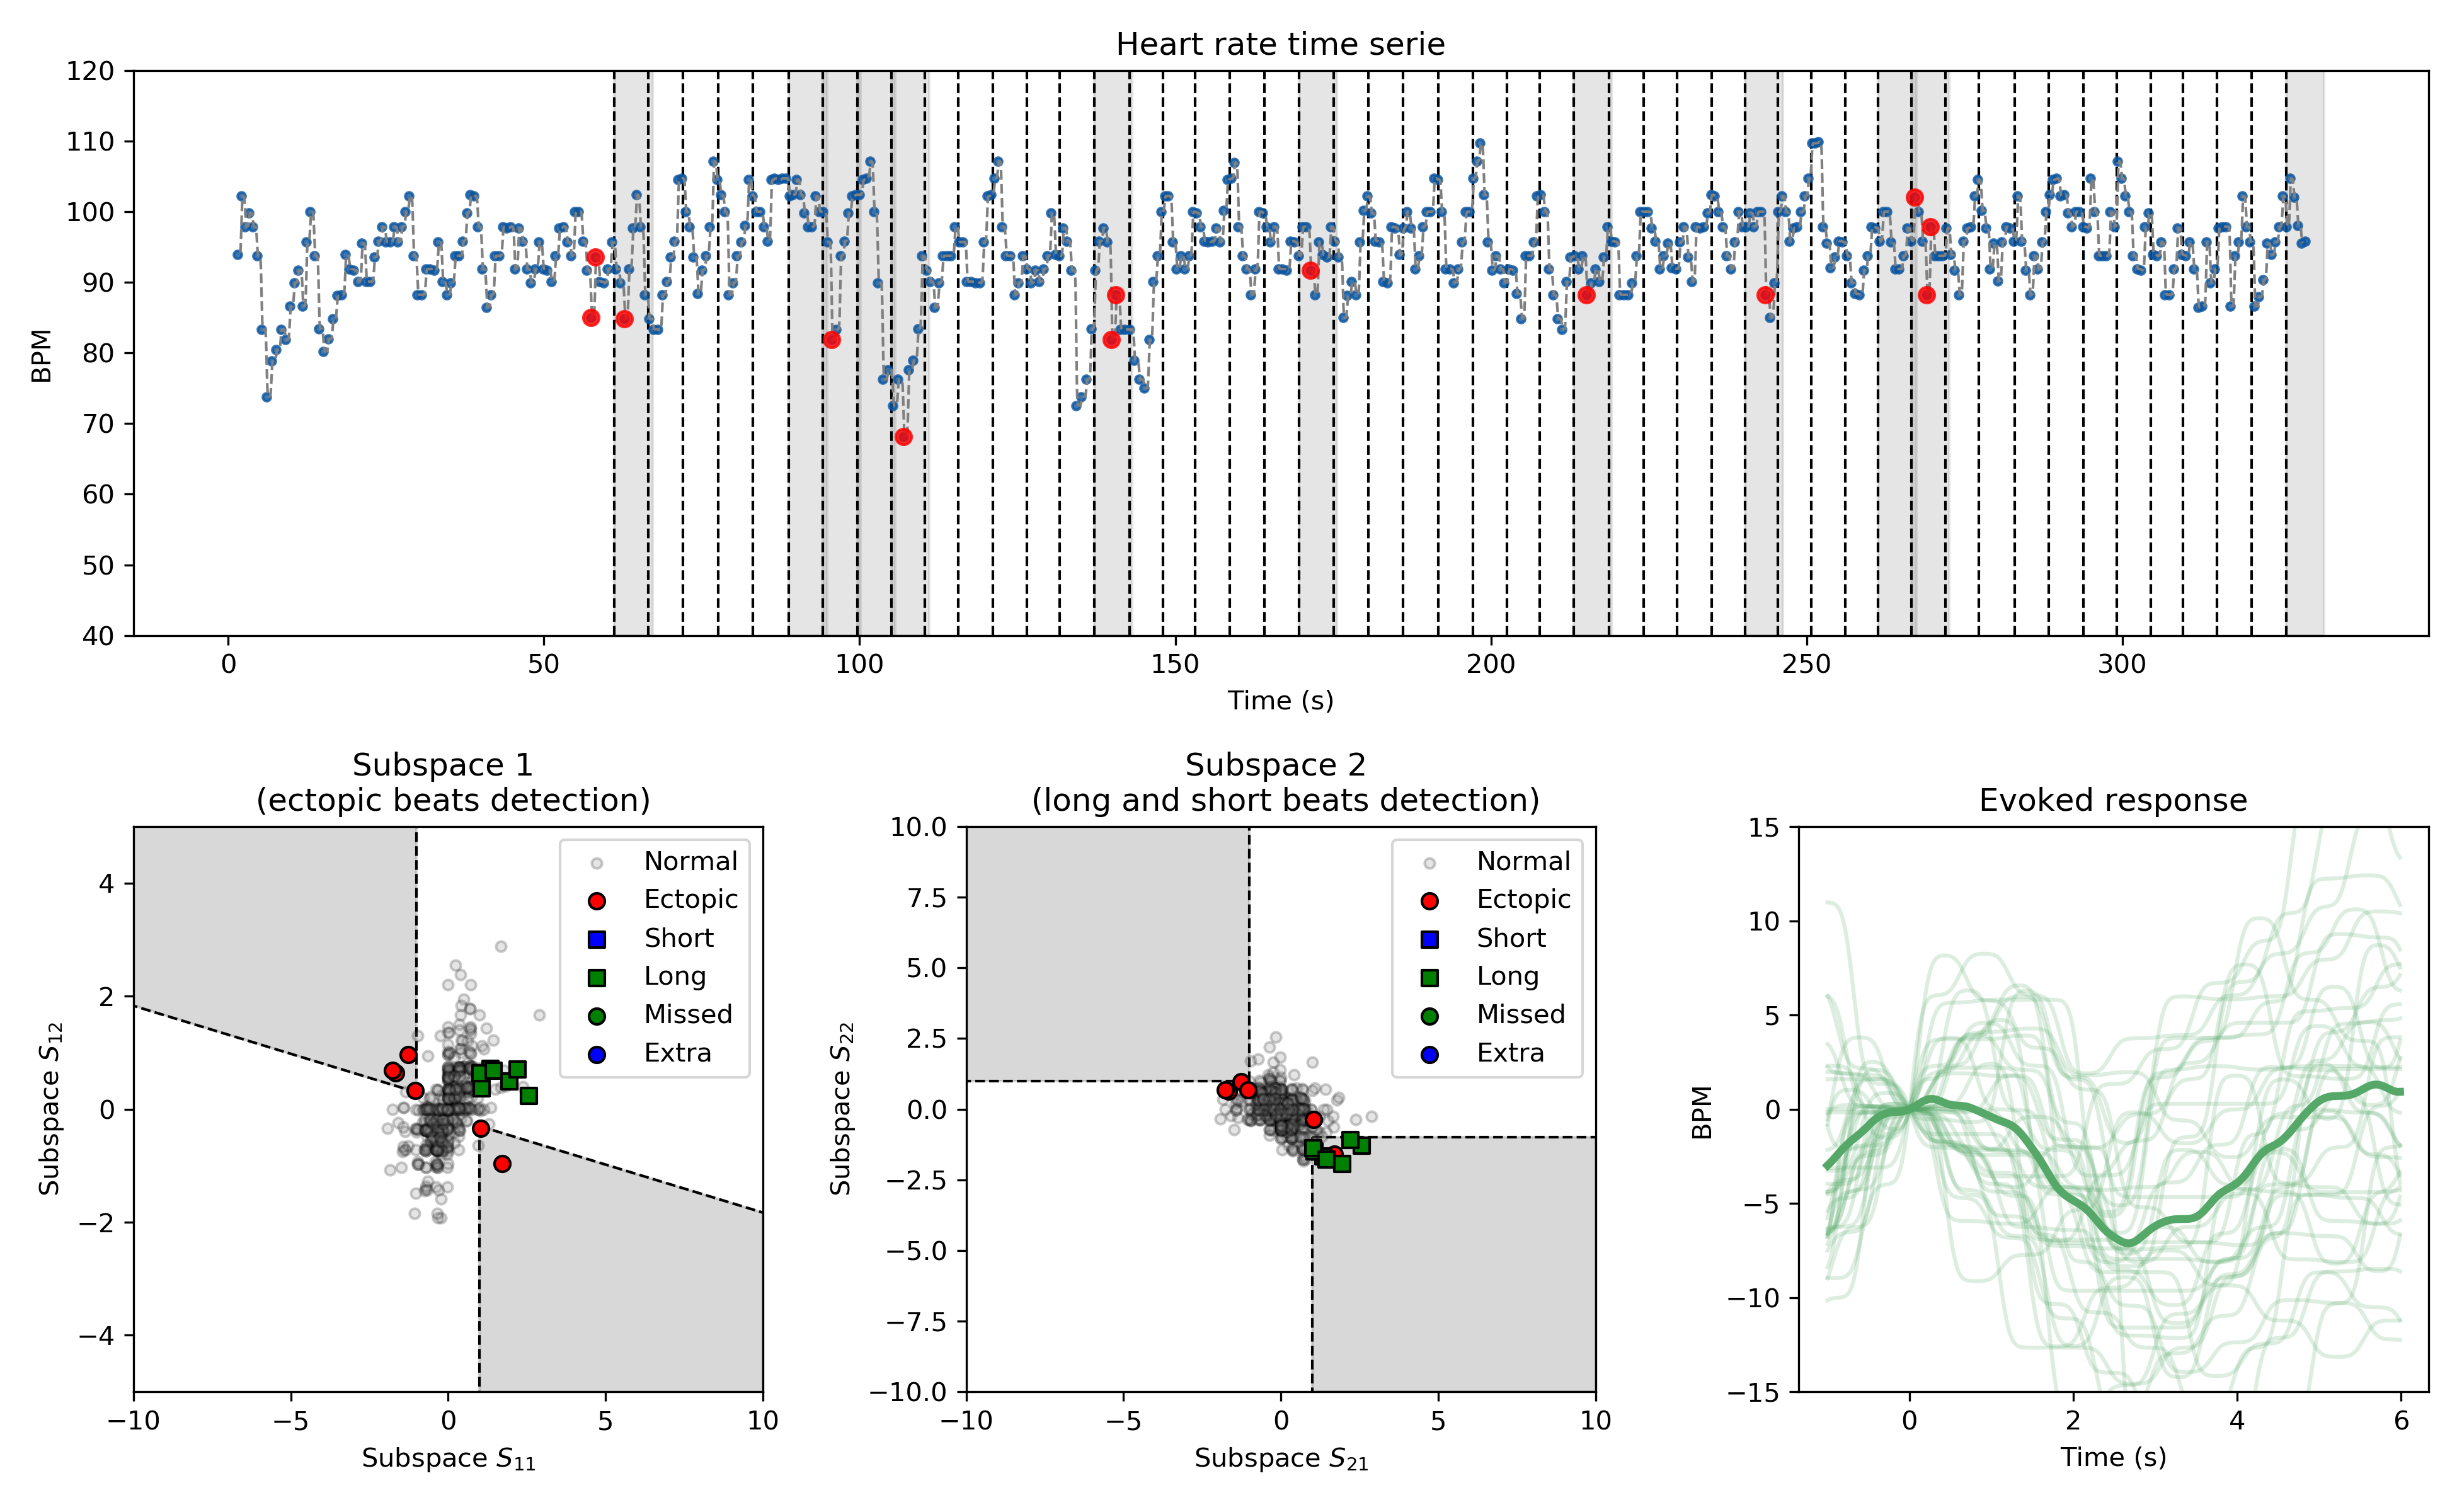 Heart rate time serie
120
110
100
90
80
70
60
50
40
BPM
0 50 100 150 200 250 300
Time (s)
Subspace 1
(ectopic beats detection)
4
2
0
−2
−4
Subspace S12
Normal
Ectopic
Short
Long
Missed
Extra
−10 −5 0 5 10
Subspace S11
Subspace 2
(long and short beats detection)
10.0
7.5
5.0
2.5
0.0
−2.5
−5.0
−7.5
−10.0
Subspace S22
Normal
Ectopic
Short
Long
Missed
Extra
−10 −5 0 5 10
Subspace S21
Evoked response
15
10
5
0
−5
−10
−15
BPM
0 2 4 6
Time (s)